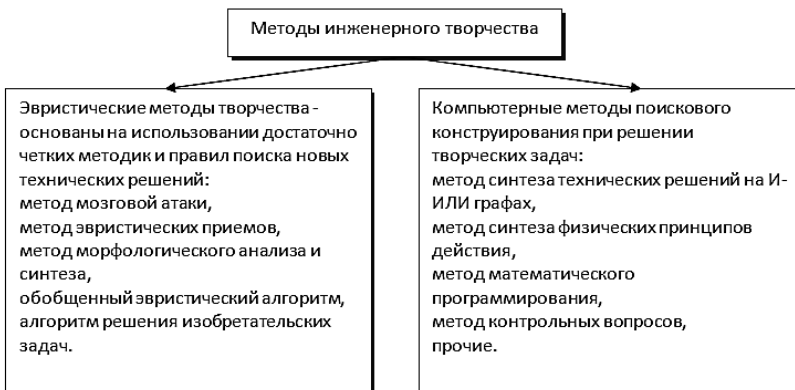 Методы инженерного творчества
Эвристические методы творчества -
основаны на использовании достаточно
четких методик и правил поиска новых
технических решений:
метод мозговой атаки,
метод эвристических приемов,
метод морфологического анализа и
синтеза,
обобщенный эвристический алгоритм,
алгоритм решения изобретательских
задач.
Компьютерные методы поискового
конструирования при решении
творческих задач:
метод синтеза технических решений на И-
ИЛИ графах,
метод синтеза физических принципов
действия,
метод математического
программирования,
метод контрольных вопросов,
прочие.